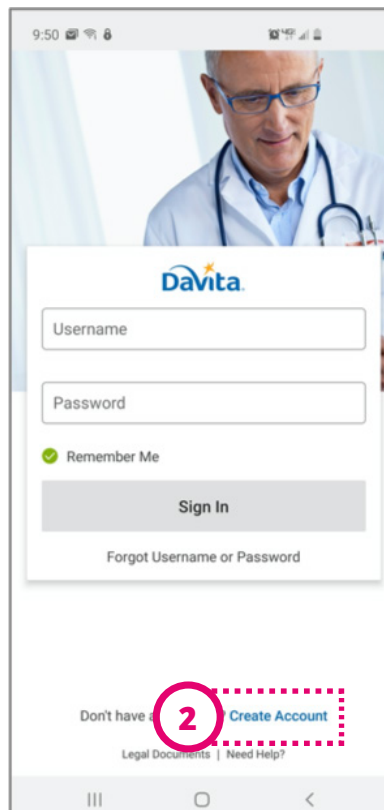 9:50
DaVita.
Username
Password
Remember Me
Sign In
Forgot Username or Password
Don't have a ? Create Account
2
Legal Documents | Need Help?